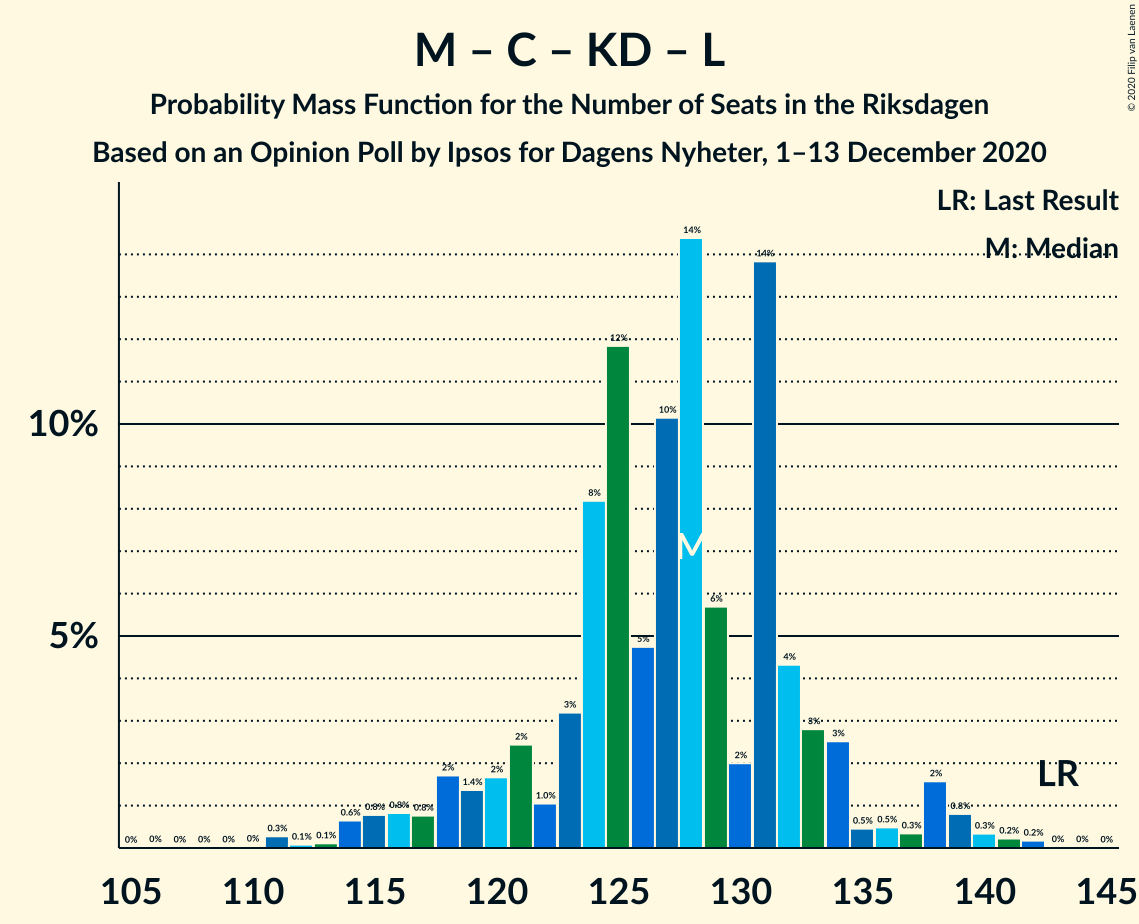 M – C – KD – L
Probability Mass Function for the Number of Seats in the Riksdagen
Based on an Opinion Poll by Ipsos for Dagens Nyheter, 1–13 December 2020
© 2020 Filip van Laenen
LR: Last Result
M: Median
10%
5%
0% 0% 0% 0% 0% 0% 0.3% 0.1% 0.1% 0.6% 0.8% 0.8% 0.8% 2% 1.4% 2% 2% 1.0% 3% 8% 12% 5% 10% 14% 6% 2% 14% 4% 3% 3% 0.5% 0.5% 0.3% 2% 0.8% 0.3% 0.2% 0.2% 0% 0% 0%
M
LR
105 110 115 120 125 130 135 140 145